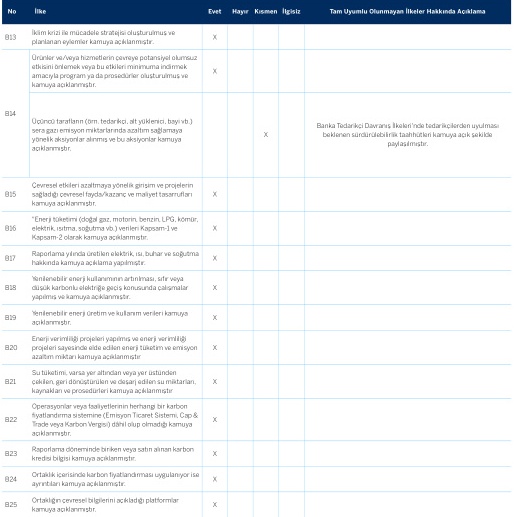 No İlke Evet Hayır Kısmen İlgisiz Tam Uyumlu Olunmayan İlkeler Hakkında Açıklama
B13 İklim krizi ile mücadele stratejisi oluşturulmuş ve
planlanan eylemler kamuya açıklanmıştır. X
B14
Ürünler ve/veya hizmetlerin çevreye potansiyel olumsuz
etkisini önlemek veya bu etkileri minimuma indirmek
amacıyla program ya da prosedürler oluşturulmuş ve
kamuya açıklanmıştır. X
Üçüncü tarafların (örn. tedarikçi, alt yüklenici, bayi vb.)
sera gazı emisyon miktarlarında azaltım sağlamaya
yönelik aksiyonlar alınmış ve bu aksiyonlar kamuya
açıklanmıştır. X
Banka Tedarikçi Davranış İlkeleri'nde tedarikçilerden uyulması
beklenen sürdürülebilirlik taahhütleri kamuya açık şekilde
paylaşılmıştır.
B15 Çevresel etkileri azaltmaya yönelik girişim ve projelerin
sağladığı çevresel fayda/kazanç ve maliyet tasarrufları
kamuya açıklanmıştır. X
B16 "Enerji tüketimi (doğal gaz, motorin, benzin, LPG, kömür,
elektrik, ısıtma, soğutma vb.) verileri Kapsam-1 ve
Kapsam-2 olarak kamuya açıklanmıştır. X
B17 Raporlama yılında üretilen elektrik, ısı, buhar ve soğutma
hakkında kamuya açıklama yapılmıştır. X
B18 Yenilenebilir enerji kullanımının artırılması, sıfır veya
düşük karbonlu elektriğe geçiş konusunda çalışmalar
yapılmış ve kamuya açıklanmıştır. X
B19 Yenilenebilir enerji üretim ve kullanım verileri kamuya
açıklanmıştır. X
B20 Enerji verimliliği projeleri yapılmış ve enerji verimliliği
projeleri sayesinde elde edilen enerji tüketim ve emisyon
azaltım miktarı kamuya açıklanmıştır X
B21 Su tüketimi, varsa yer altından veya yer üstünden
çekilen, geri dönüştürülen ve deşarj edilen su miktarları,
kaynakları ve prosedürleri kamuya açıklanmıştır X
B22 Operasyonlar veya faaliyetlerinin herhangi bir karbon
fiyatlandırma sistemine (Emisyon Ticaret Sistemi, Cap &
Trade veya Karbon Vergisi) dâhil olup olmadığı kamuya
açıklanmıştır. X
B23 Raporlama döneminde biriken veya satın alınan karbon
kredisi bilgisi kamuya açıklanmıştır. X
B24 Ortaklık içerisinde karbon fiyatlandırması uygulanıyor ise
ayrıntıları kamuya açıklanmıştır. X
B25 Ortaklığın çevresel bilgilerini açıkladığı platformlar
kamuya açıklanmıştır. X